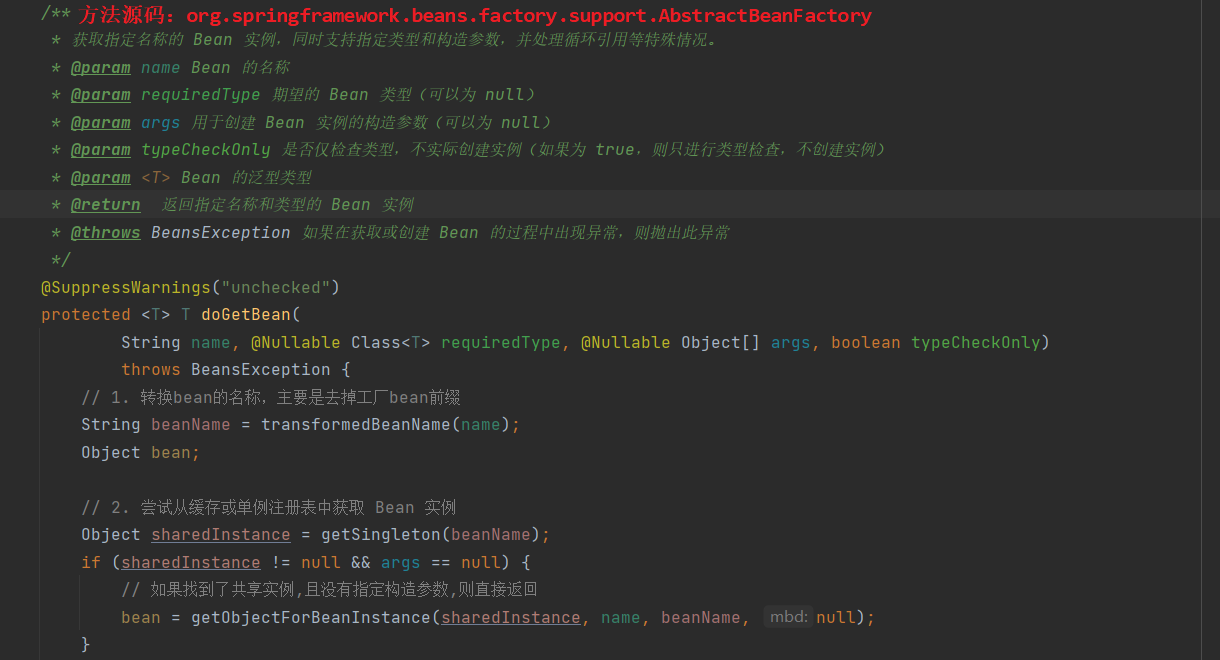 /** 方法源码：org.springframework.beans.factory.support.AbstractBeanFactory
* 获取指定名称的 Bean 实例，同时支持指定类型和构造参数，并处理循环引用等特殊情况。
* @param name Bean 的名称
* @param requiredType 期望的 Bean 类型（可以为 null）
* @param args 用于创建 Bean 实例的构造参数（可以为 null）
* @param typeCheckOnly 是否仅检查类型，不实际创建实例（如果为 true，则只进行类型检查，不创建实例）
* @param <T> Bean 的泛型类型
* @return 返回指定名称和类型的 Bean 实例
* @throws BeansException 如果在获取或创建 Bean 的过程中出现异常，则抛出此异常
*/
@SuppressWarnings("unchecked")
protected <T> T doGetBean(
String name, @Nullable Class<T> requiredType, @Nullable Object[] args, boolean typeCheckOnly)
throws BeansException {
// 1. 转换bean的名称，主要是去掉工厂bean前缀
String beanName = transformedBeanName(name);
Object bean;
// 2. 尝试从缓存或单例注册表中获取 Bean 实例
Object sharedInstance = getSingleton(beanName);
if (sharedInstance != null && args == null) {
// 如果找到了共享实例,且没有指定构造参数,则直接返回
bean = getObjectForBeanInstance(sharedInstance, name, beanName, mbd: null);
}